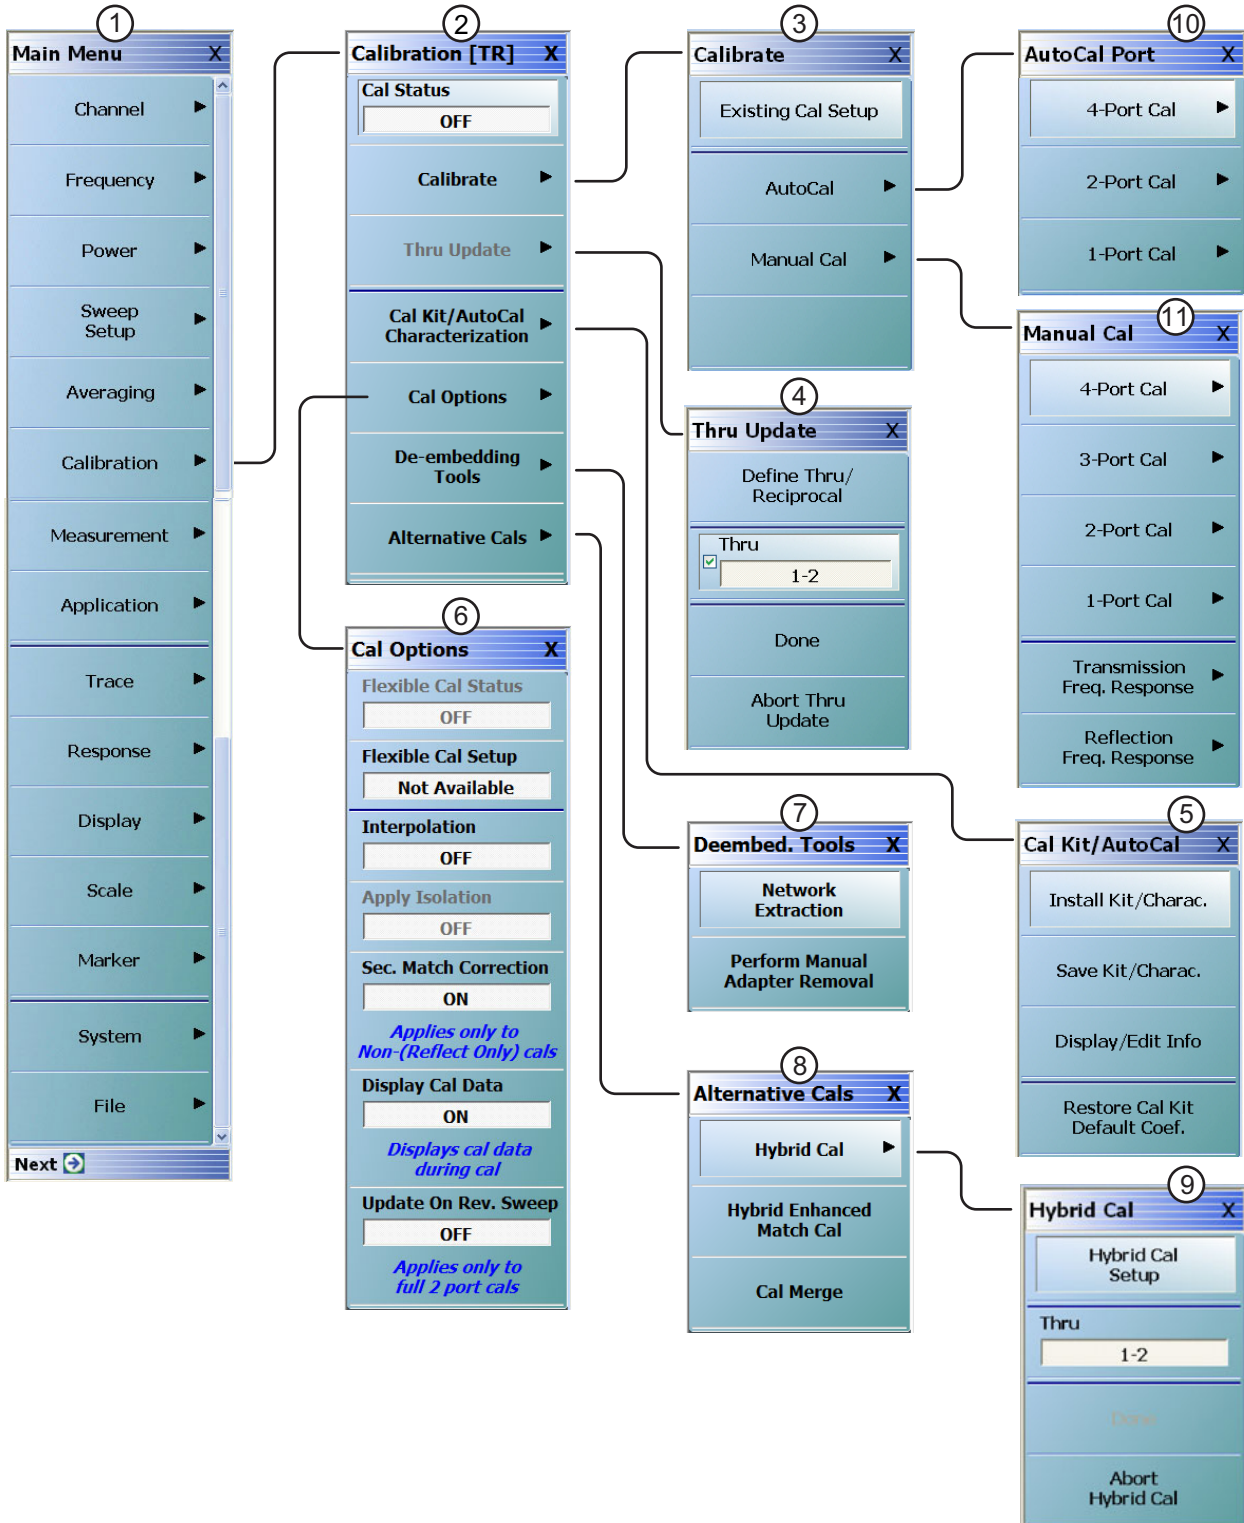 1
Main Menu X
Channel
Frequency
Power
Sweep
Setup
Averaging
Calibration
Measurement
Application
Trace
Response
Display
Scale
Marker
System
File
Next
2
Calibration [TR] X
Cal Status
OFF
Calibrate
Thru Update
Cal Kit/AutoCal
Characterization
Cal Options
De-embedding
Tools
Alternative Cals
6
Cal Options X
Flexible Cal Status
OFF
Flexible Cal Setup
Not Available
Interpolation
OFF
Apply Isolation
OFF
Sec. Match Correction
ON
Applies only to
Non-(Reflect Only) cals
Display Cal Data
ON
Displays cal data
during cal
Update On Rev. Sweep
OFF
Applies only to
full 2 port cals
3
Calibrate X
Existing Cal Setup
AutoCal
Manual Cal
4
Thru Update X
Define Thru/
Reciprocal
Thru
1-2
Done
Abort Thru
Update
7
Deembed. Tools X
Network
Extraction
Perform Manual
Adapter Removal
8
Alternative Cals X
Hybrid Cal
Hybrid Enhanced
Match Cal
Cal Merge
10
AutoCal Port X
4-Port Cal
2-Port Cal
1-Port Cal
11
Manual Cal X
4-Port Cal
3-Port Cal
2-Port Cal
1-Port Cal
Transmission
Freq. Response
Reflection
Freq. Response
5
Cal Kit/AutoCal X
Install Kit/Charac.
Save Kit/Charac.
Display/Edit Info
Restore Cal Kit
Default Coef.
9
Hybrid Cal X
Hybrid Cal
Setup
Thru
1-2
Done
Abort
Hybrid Cal